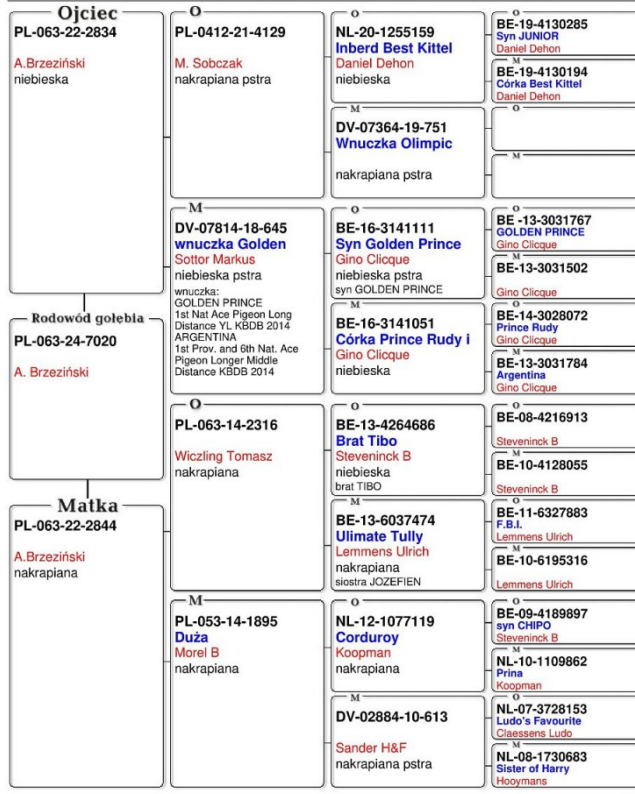 Ojciec
PL-063-22-2834
A.Brzeziński
niebieska
Rodowód gołębia
PL-063-24-7020
A. Brzeziński
Matka
PL-063-22-2844
A.Brzeziński
nakrapiana
O
PL-0412-21-4129
M. Sobczak
nakrapiana pstra
M
DV-07814-18-645
wnuczka Golden
Sottor Markus
niebieska pstra
wnuczka:
GOLDEN PRINCE
1st Nat Ace Pigeon Long
Distance YL KBDB 2014
ARGENTINA
1st Prov. and 6th Nat. Ace
Pigeon Longer Middle
Distance KBDB 2014
O
PL-063-14-2316
Wiczling Tomasz
nakrapiana
M
PL-053-14-1895
Duża
Morel B
nakrapiana
O
NL-20-1255159
Inberd Best Kittel
Daniel Dehon
niebieska
M
DV-07364-19-751
Wnuczka Olimpic
nakrapiana pstra
O
BE-16-3141111
Syn Golden Prince
Gino Clicque
niebieska pstra
syn GOLDEN PRINCE
M
BE-16-3141051
Córka Prince Rudy i
Gino Clicque
niebieska
O
BE-13-4264686
Brat Tibo
Steveninck B
niebieska
brat TIBO
M
BE-13-6037474
Ulimate Tully
Lemmens Ulrich
nakrapiana
siostra JOZEFIEN
O
NL-12-1077119
Corduroy
Koopman
nakrapiana
M
DV-02884-10-613
Sander H&F
nakrapiana pstra
O
BE-19-4130285
Syn JUNIOR
Daniel Dehon
M
BE-19-4130194
Córka Best Kittel
Daniel Dehon
O
M
O
BE -13-3031767
GOLDEN PRINCE
Gino Clicque
M
BE-13-3031502
Gino Clicque
O
BE-14-3028072
Prince Rudy
Gino Clicque
M
BE-13-3031784
Argentina
Gino Clicque
O
BE-08-4216913
Steveninck B
M
BE-10-4128055
Steveninck B
O
BE-11-6327883
F.B.I.
Lemmens Ulrich
M
BE-10-6195316
Lemmens Ulrich
O
BE-09-4189897
syn CHIPO
Steveninck B
M
NL-10-1109862
Prina
Koopman
O
NL-07-3728153
Ludo's Favourite
Claessens Ludo
M
NL-08-1730683
Sister of Harry
Hooymans